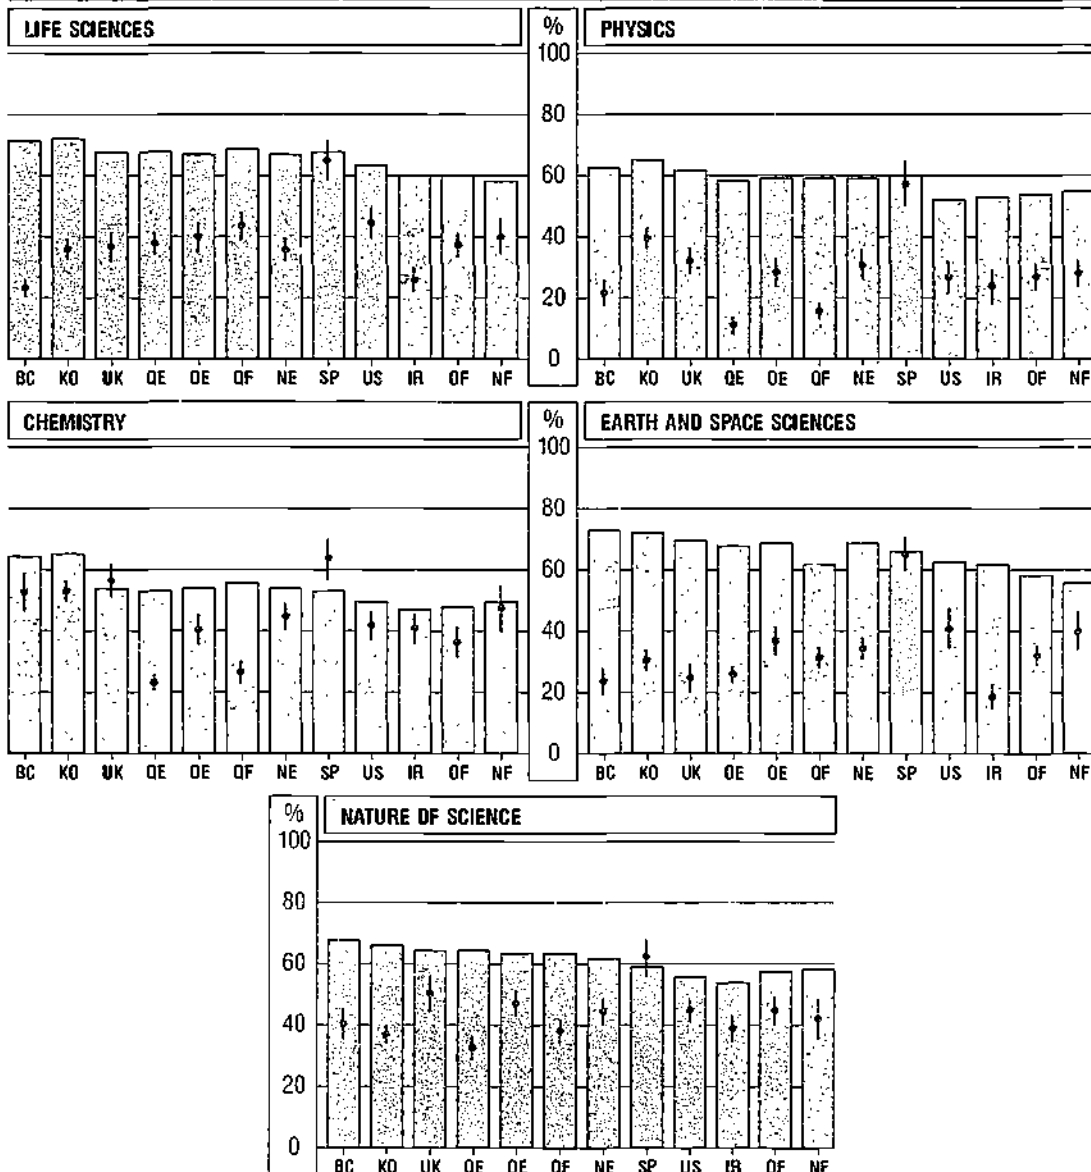 LIFE SCIENCES
%
PHYSICS
100
80
60
40
20
0
BC KO UK QE OE QF NE SP US IR OF NF
BC KO UK QE OE QF NE SP US IR OF NF
CHEMISTRY
%
EARTH AND SPACE SCIENCES
100
80
60
40
20
0
BC KO UK QE OE QF NE SP US IR OF NF
BC KO UK QE OE QF NE SP US IR OF NF
%
NATURE OF SCIENCE
100
80
60
40
20
0
BC KO UK QE OE QF NE SP US IR OF NF